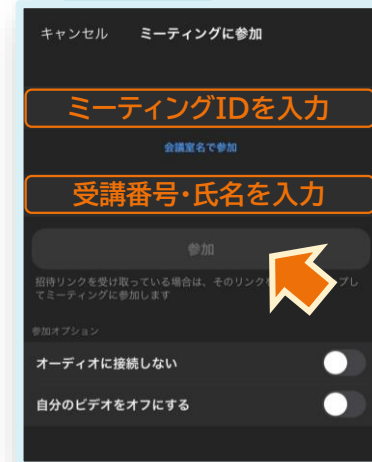 キャンセル ミーティングに参加
ミーティングIDを入力
会議室名で参加
受講番号・氏名を入力
参加
招待リンクを受け取っている場合は、そのリンクを プし
てミーティングに参加します
参加オプション
オーディオに接続しない
自分のビデオをオフにする